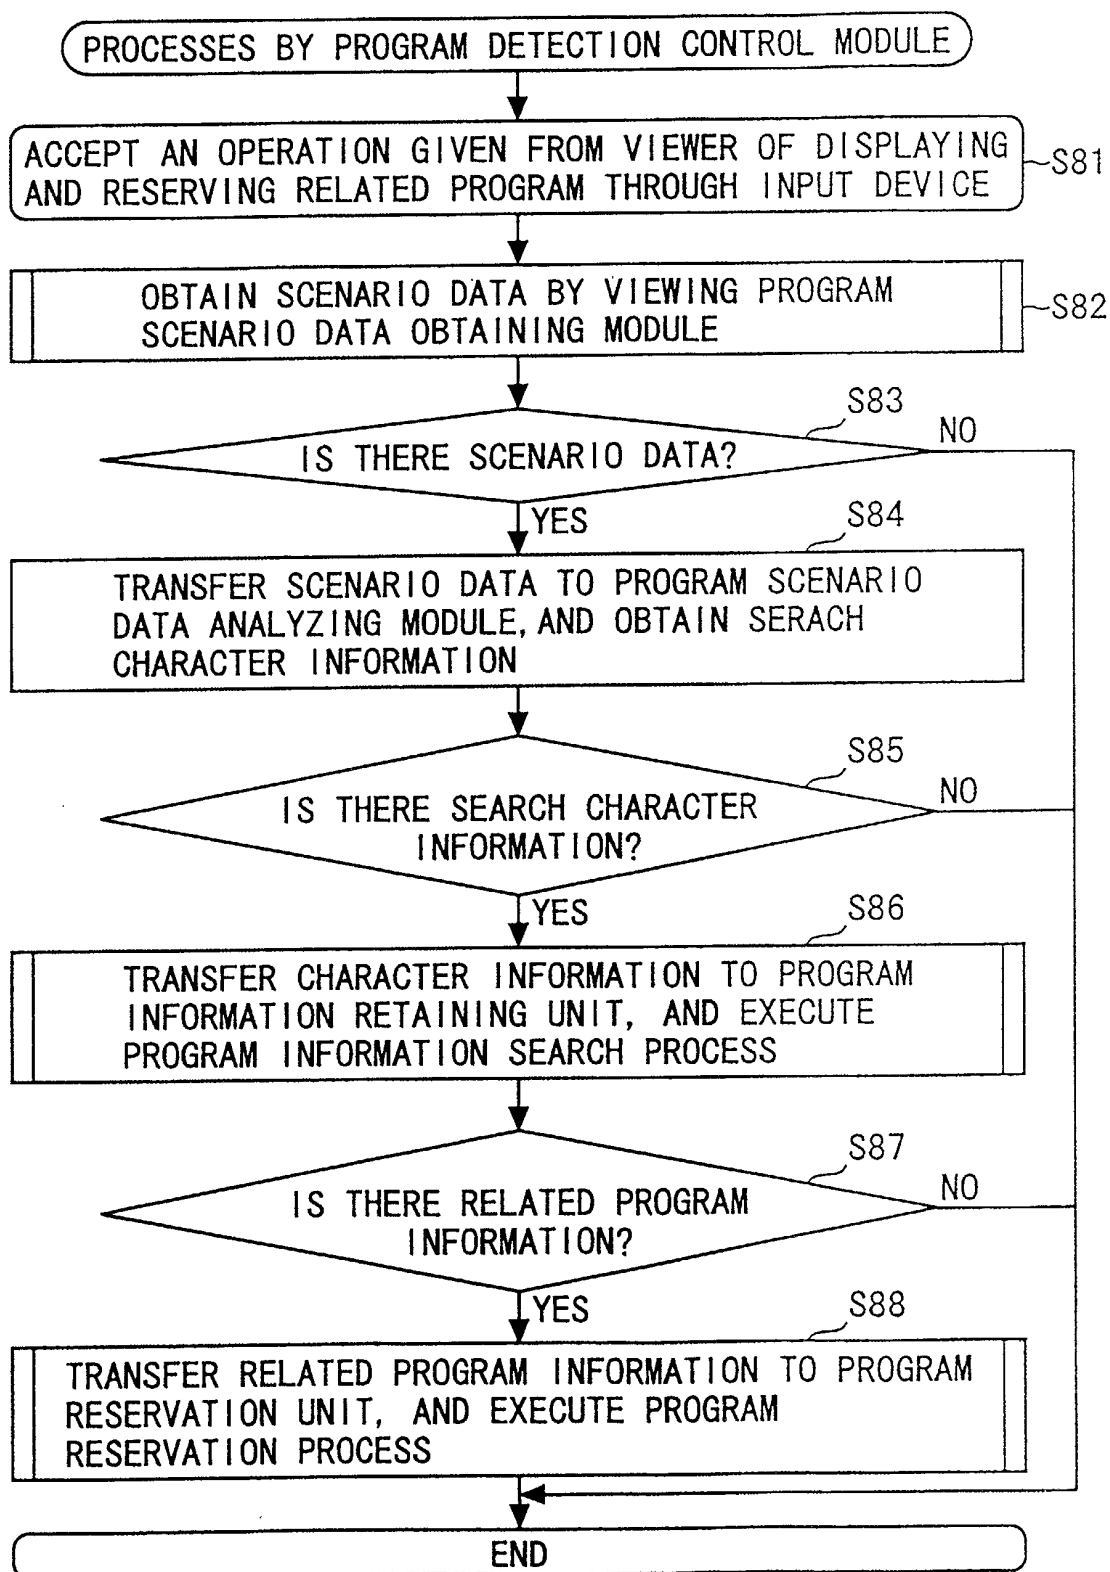 PROCESSES BY PROGRAM DETECTION CONTROL MODULE
ACCEPT AN OPERATION GIVEN FROM VIEWER OF DISPLAYING
AND RESERVING RELATED PROGRAM THROUGH INPUT DEVICE
S81
OBTAIN SCENARIO DATA BY VIEWING PROGRAM
SCENARIO DATA OBTAINING MODULE
S82
S83
IS THERE SCENARIO DATA?
NO
YES
S84
TRANSFER SCENARIO DATA TO PROGRAM SCENARIO
DATA ANALYZING MODULE, AND OBTAIN SERACH
CHARACTER INFORMATION
S85
IS THERE SEARCH CHARACTER
INFORMATION?
NO
YES
S86
TRANSFER CHARACTER INFORMATION TO PROGRAM
INFORMATION RETAINING UNIT, AND EXECUTE
PROGRAM INFORMATION SEARCH PROCESS
S87
IS THERE RELATED PROGRAM
INFORMATION?
NO
YES
S88
TRANSFER RELATED PROGRAM INFORMATION TO PROGRAM
RESERVATION UNIT, AND EXECUTE PROGRAM
RESERVATION PROCESS
END